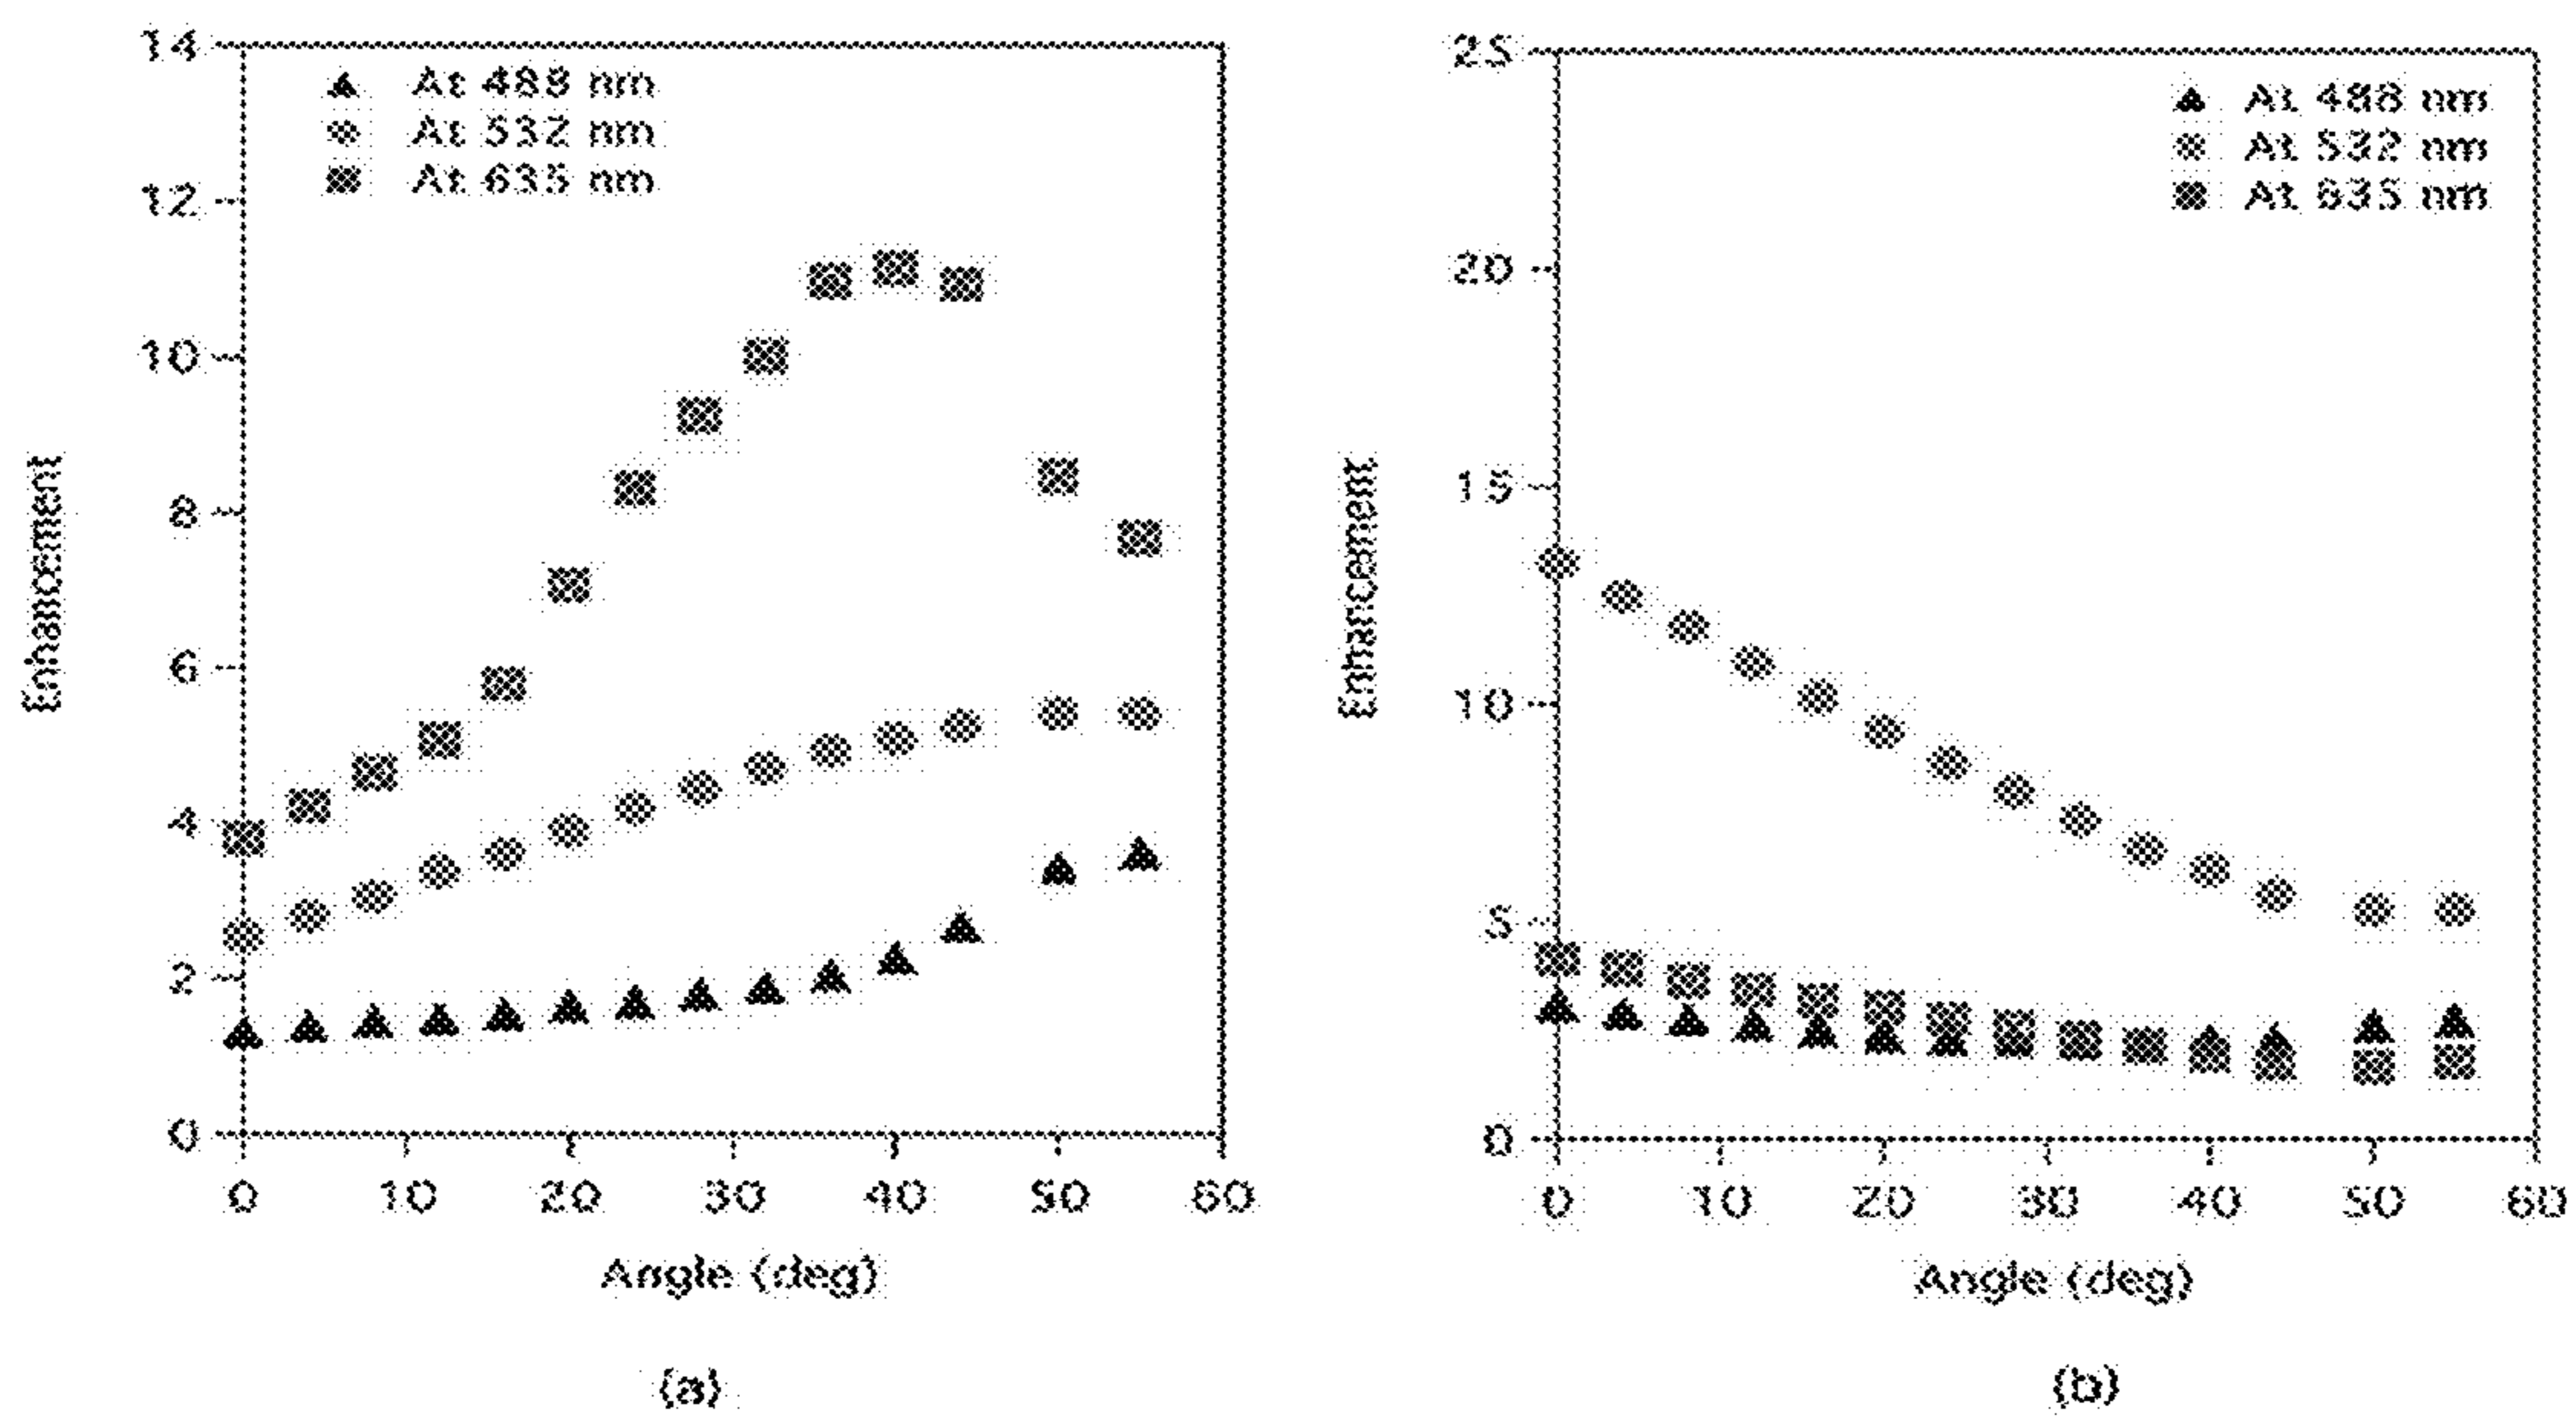 14
12
10
8
6
4
2
0
Enhancement
At 488 nm
At 532 nm
At 635 nm
0 10 20 30 40 50 60
Angle (deg)
(a)
25
20
15
10
5
0
Enhancement
At 488 nm
At 532 nm
At 635 nm
0 10 20 30 40 50 60
Angle (deg)
(b)